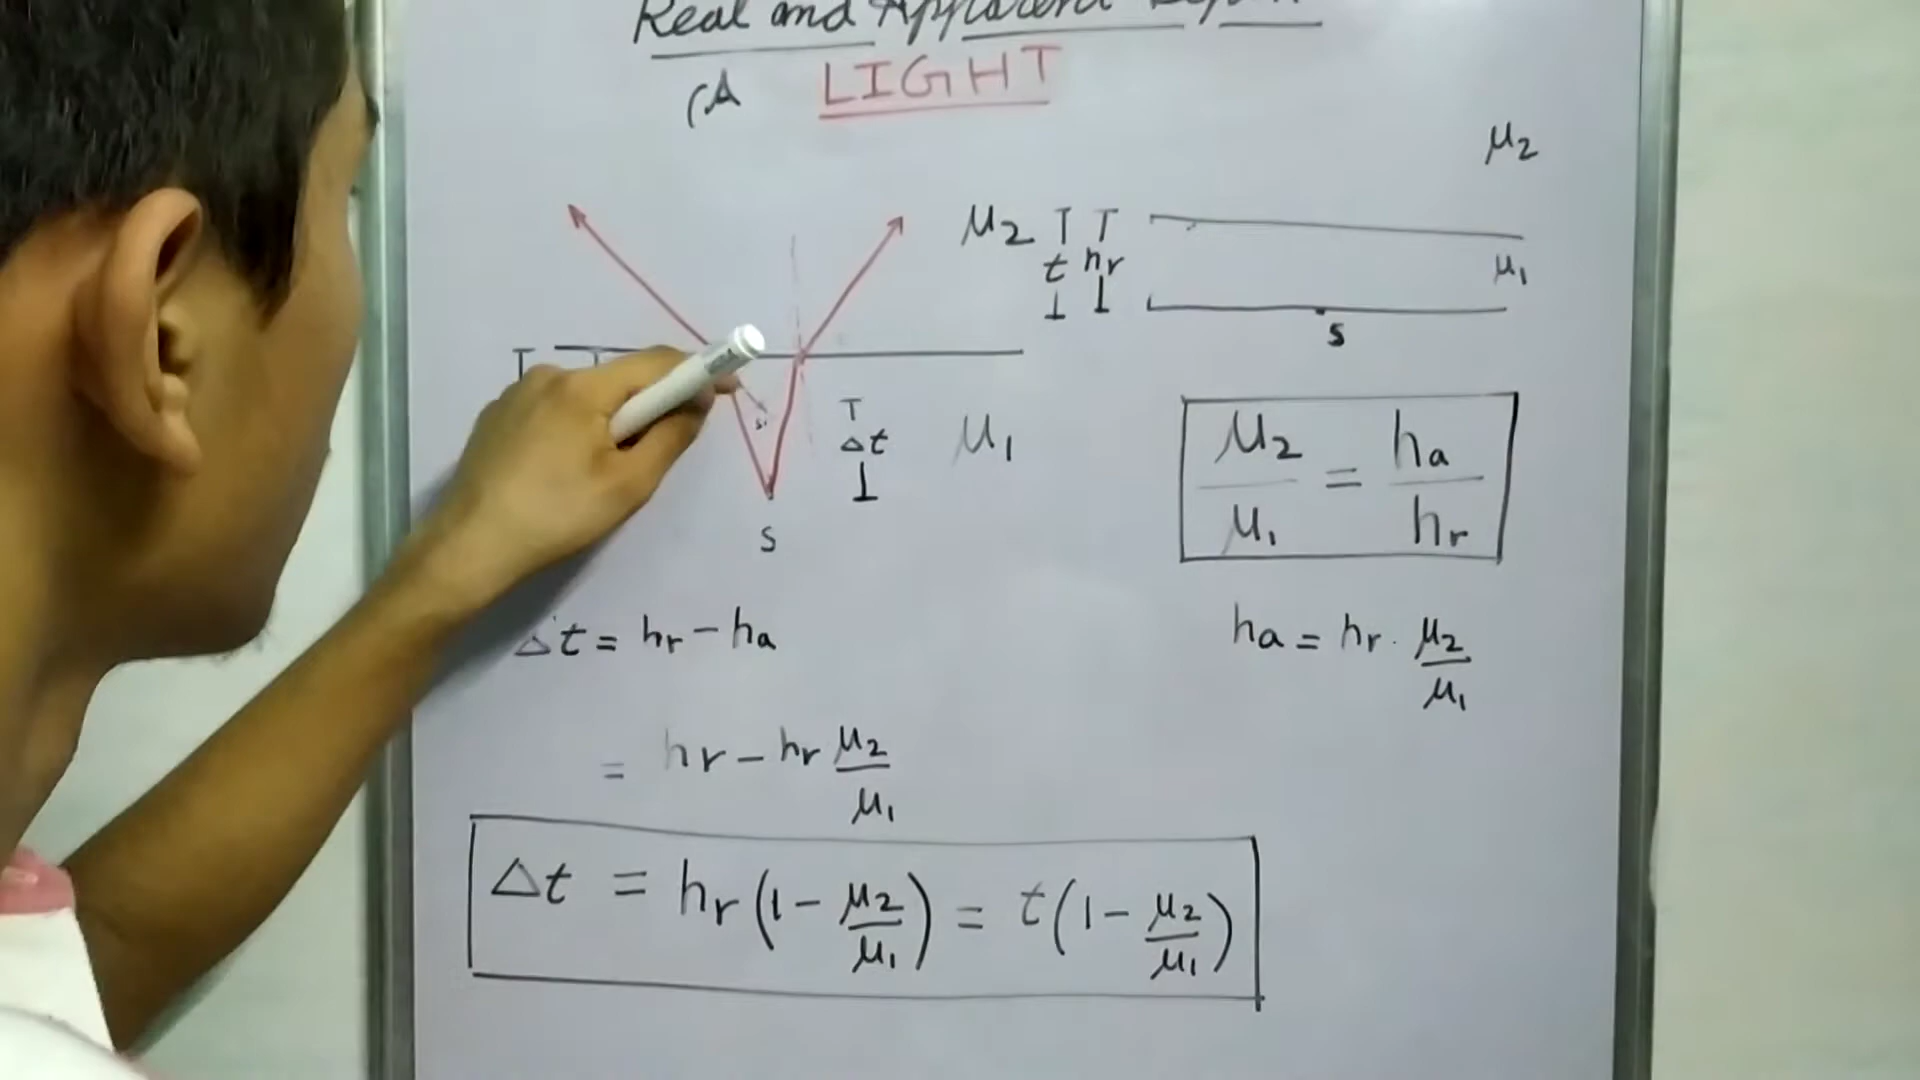 Real and Apparent
LIGHT
μ2
μ2 T T
t hr
⊥ ⊥
μ1
S
T
T
Δt
⊥
μ1
S
μ2/μ1 = ha/hr
Δt = hr - ha
ha = hr . μ2/μ1
= hr - hr μ2/μ1
Δt = hr (1 - μ2/μ1) = t (1 - μ2/μ1)